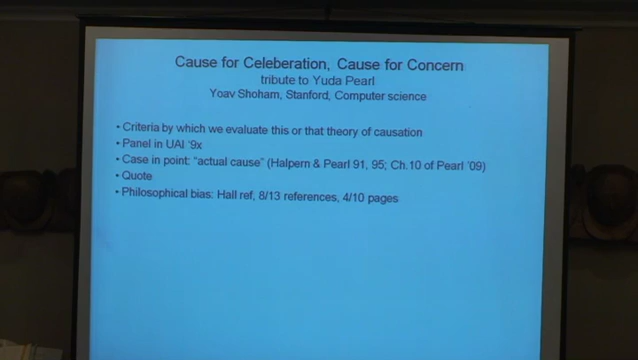 Cause for Celeberation, Cause for Concern
tribute to Yuda Pearl
Yoav Shoham, Stanford, Computer science
• Criteria by which we evaluate this or that theory of causation
• Panel in UAI '9x
• Case in point: "actual cause" (Halpern & Pearl 91, 95; Ch.10 of Pearl '09)
• Quote
• Philosophical bias: Hall ref, 8/13 references, 4/10 pages